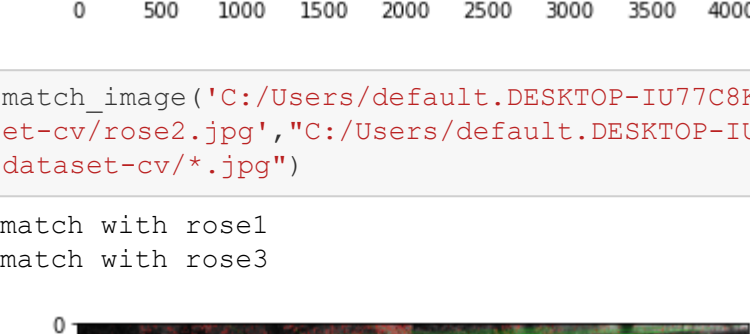 0 500 1000 1500 2000 2500 3000 3500 4000
match_image('C:/Users/default.DESKTOP-IU77C8
et-cv/rose2.jpg',"C:/Users/default.DESKTOP-IU
dataset-cv/*.jpg")
match with rose1
match with rose3
0